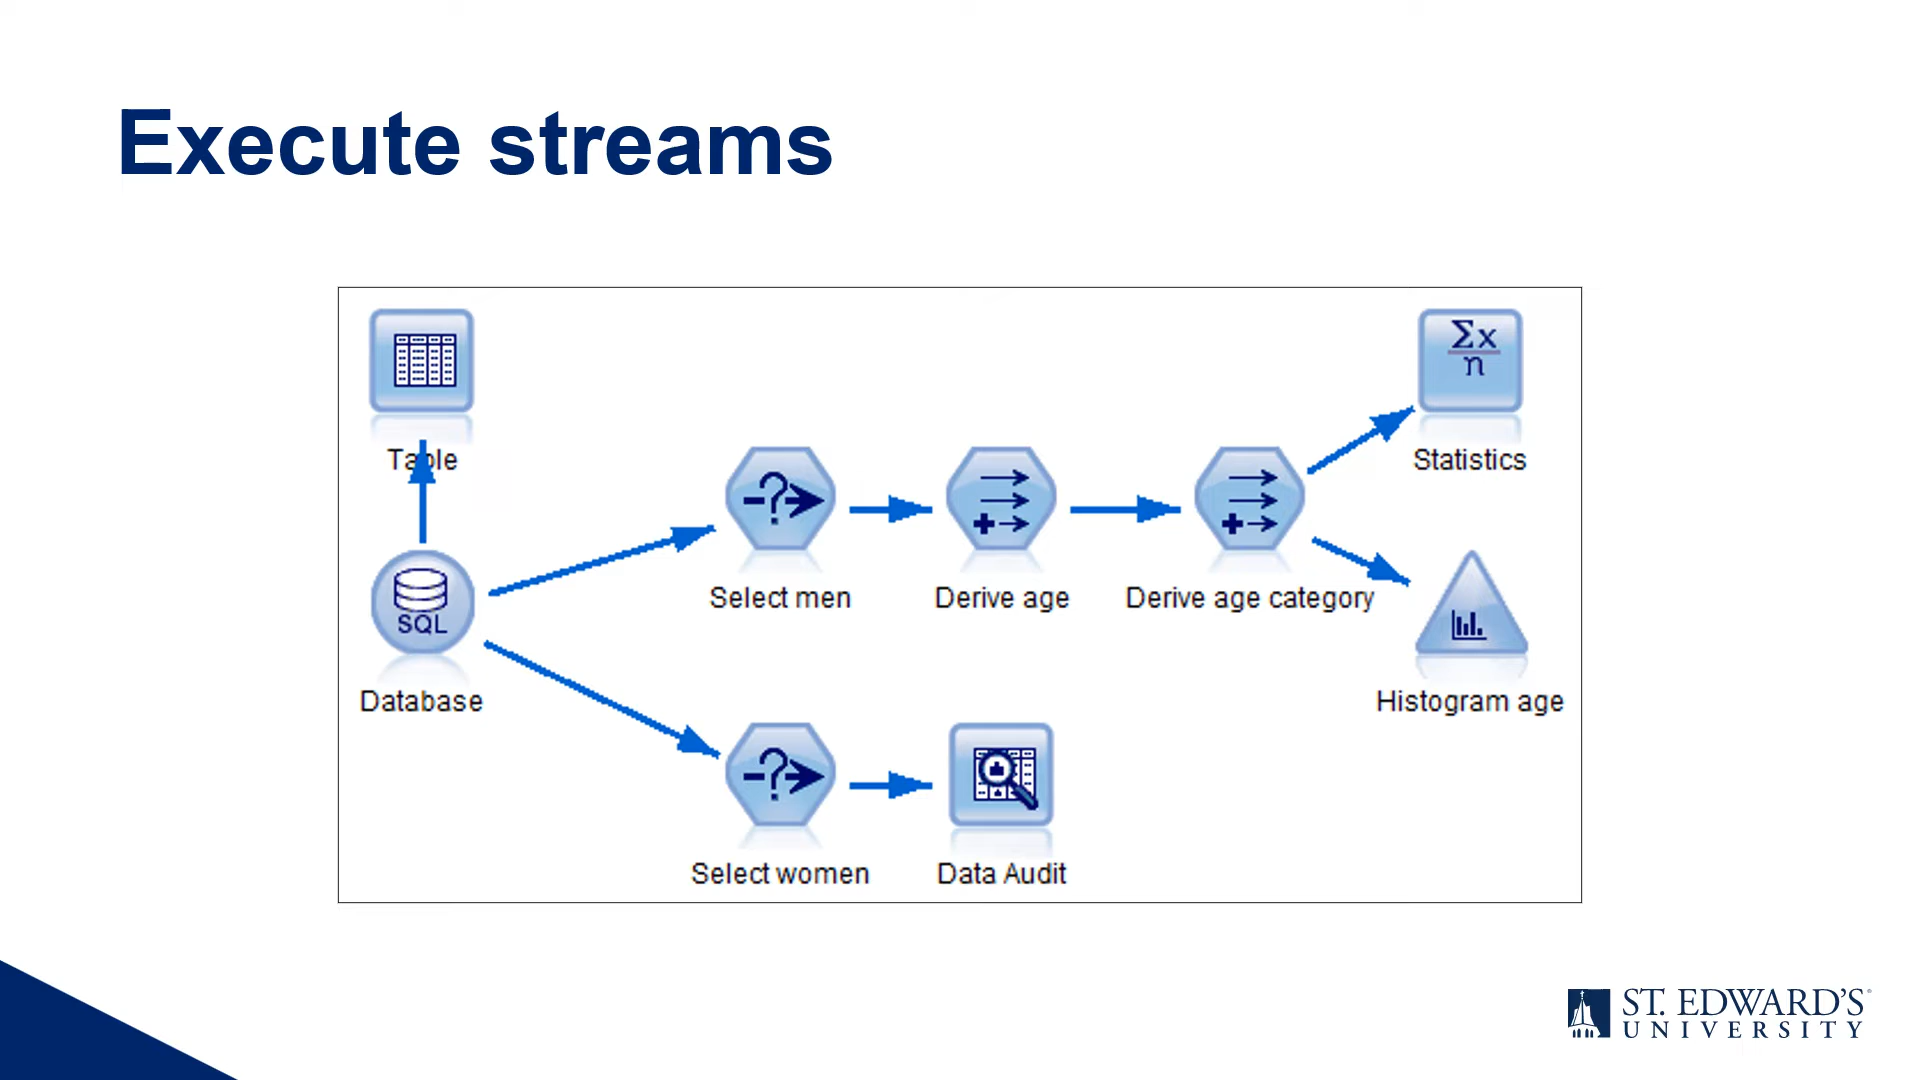 Execute streams
Table
Σx
n
Statistics
Select men
Derive age
Derive age category
SQL
Database
Histogram age
Select women
Data Audit
ST. EDWARD'S
UNIVERSITY